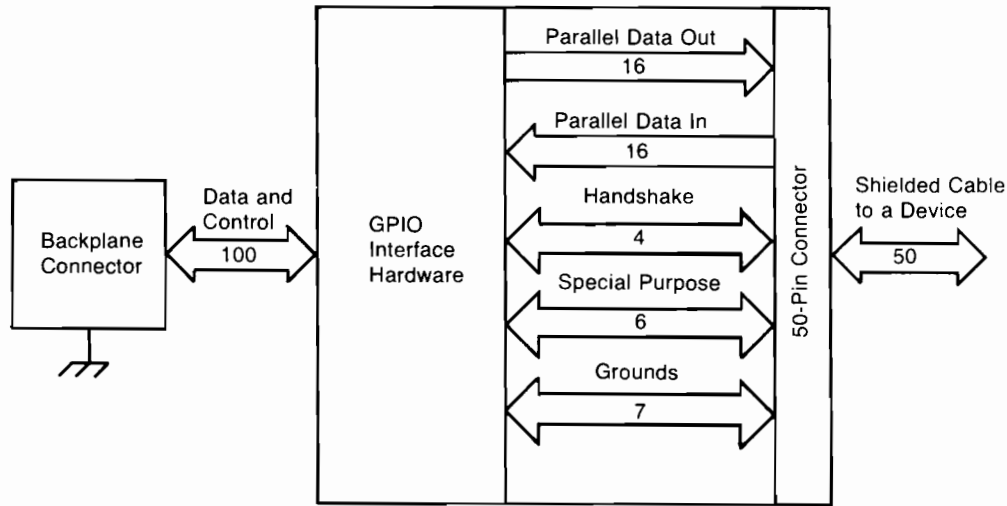 Parallel Data Out
16
Parallel Data In
16
Handshake
4
Special Purpose
6
Grounds
7
Backplane
Connector
Data and
Control
100
GPIO
Interface
Hardware
50-Pin Connector
Shielded Cable
to a Device
50